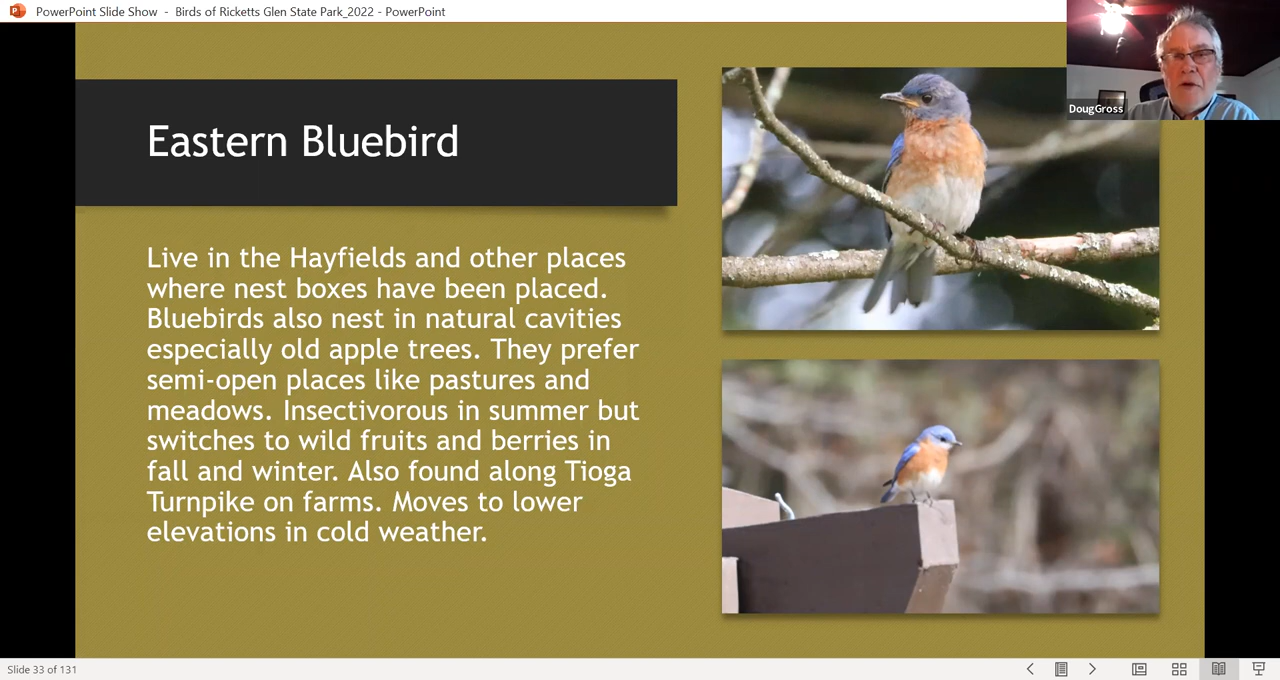 PowerPoint Slide Show - Birds of Ricketts Glen State Park_2022 - PowerPoint
DougGross
Eastern Bluebird
Live in the Hayfields and other places
where nest boxes have been placed.
Bluebirds also nest in natural cavities
especially old apple trees. They prefer
semi-open places like pastures and
meadows. Insectivorous in summer but
switches to wild fruits and berries in
fall and winter. Also found along Tioga
Turnpike on farms. Moves to lower
elevations in cold weather.
Slide 33 of 131